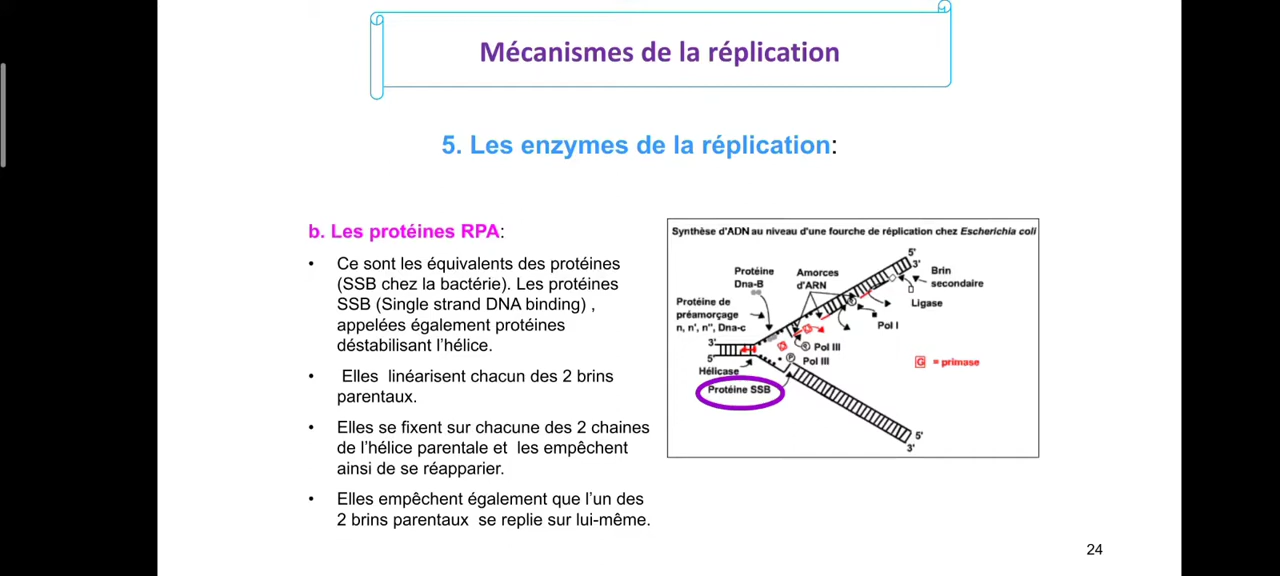 Mécanismes de la réplication
5. Les enzymes de la réplication:
b. Les protéines RPA:
• Ce sont les équivalents des protéines
(SSB chez la bactérie). Les protéines
SSB (Single strand DNA binding) ,
appelées également protéines
déstabilisant l'hélice.
• Elles linéarisent chacun des 2 brins
parentaux.
• Elles se fixent sur chacune des 2 chaines
de l'hélice parentale et les empêchent
ainsi de se réapparier.
• Elles empêchent également que l'un des
2 brins parentaux se replie sur lui-même.
Synthèse d'ADN au niveau d'une fourche de réplication chez Escherichia coli
5'
3'
Protéine
Dna-B
Amorces
d'ARN
Brin
secondaire
Ligase
Protéine de
préamorçage
n, n', n", Dna-c
Pol I
3'
5'
Pol III
P Pol III
G = primase
Hélicase
Protéine SSB
5'
3'
24